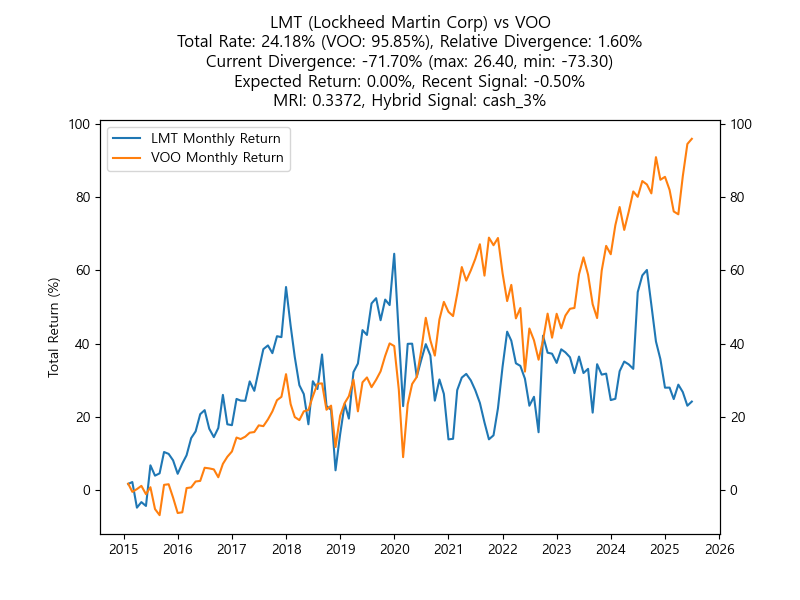 LMT (Lockheed Martin Corp) vs VOO
Total Rate: 24.18% (VOO: 95.85%), Relative Divergence: 1.60%
Current Divergence: -71.70% (max: 26.40, min: -73.30)
Expected Return: 0.00%, Recent Signal: -0.50%
MRI: 0.3372, Hybrid Signal: cash_3%
LMT Monthly Return
VOO Monthly Return
Total Return (%)
100
80
60
40
20
0
100
80
60
40
20
0
2015 2016 2017 2018 2019 2020 2021 2022 2023 2024 2025 2026